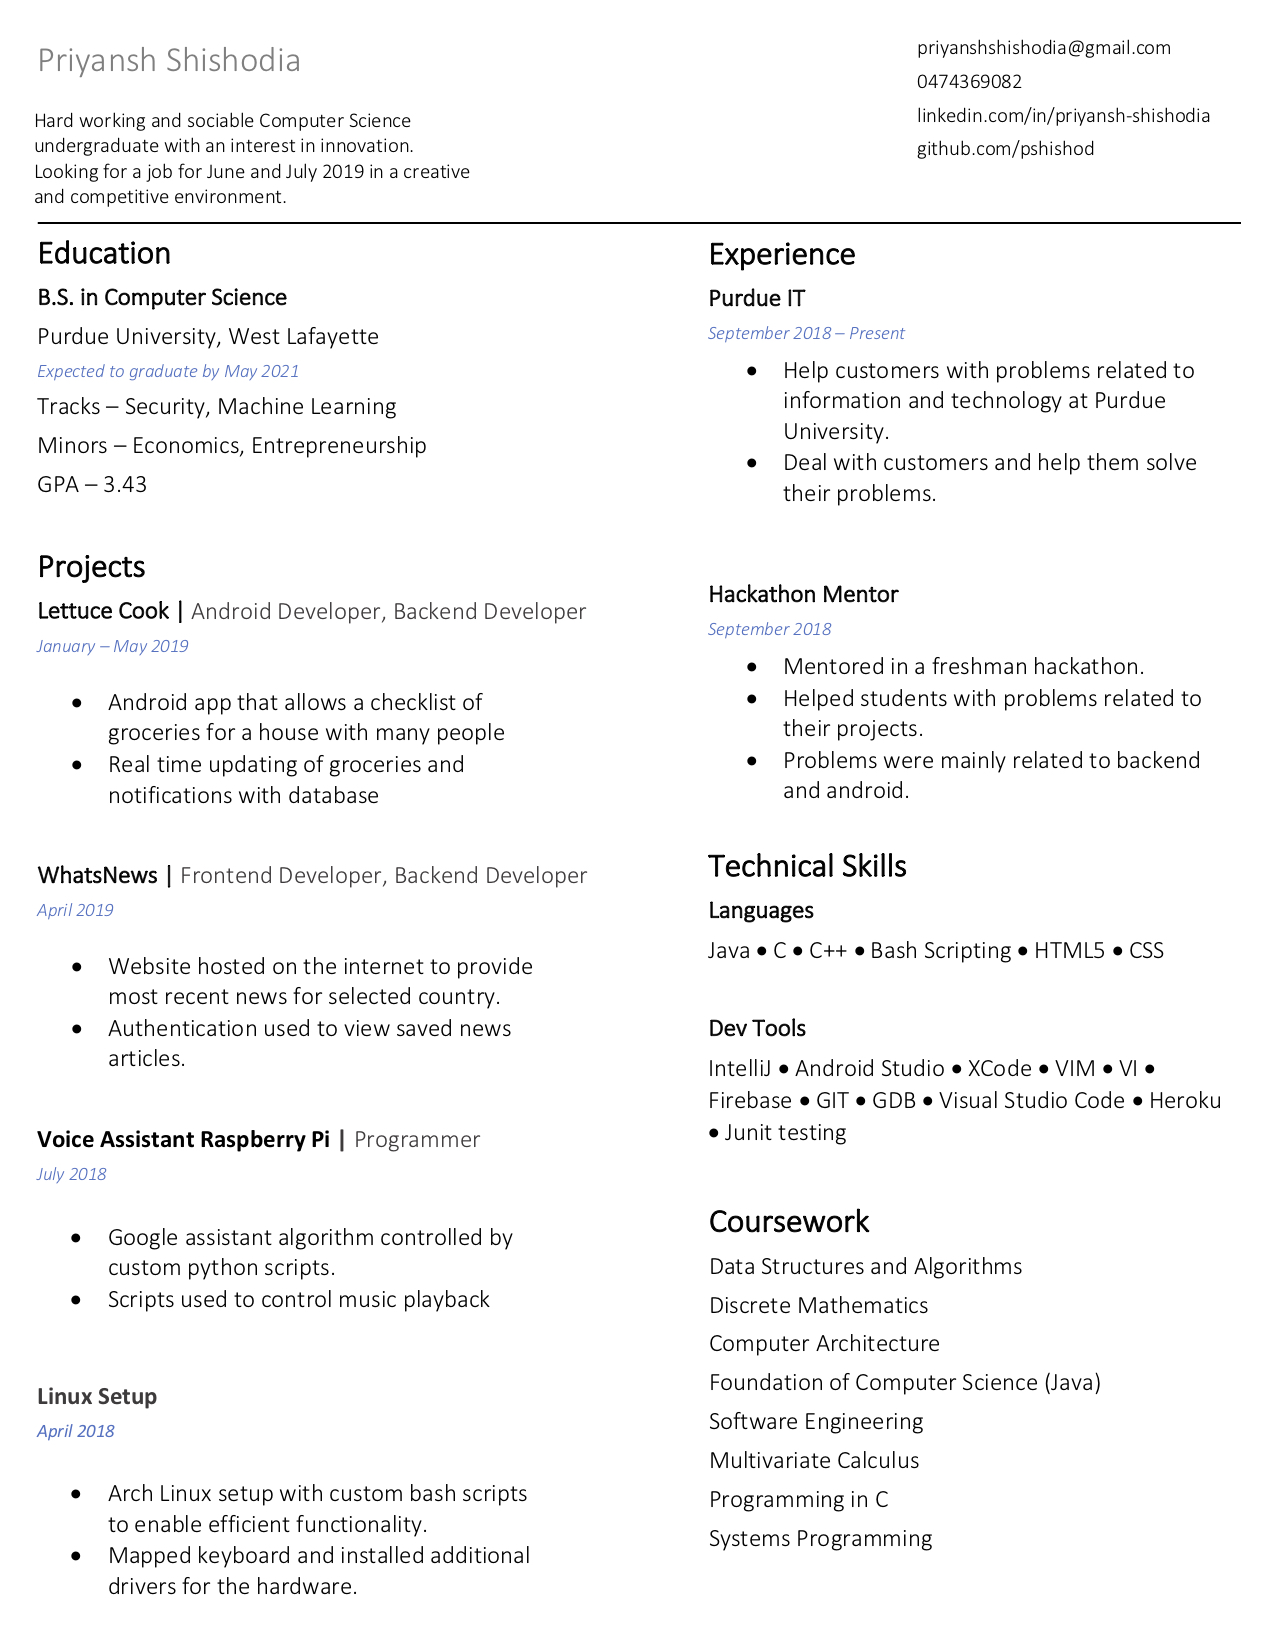 Priyansh Shishodia
Hard working and sociable Computer Science
undergraduate with an interest in innovation.
Looking for a job for June and July 2019 in a creative
and competitive environment.
priyanshshishodia@gmail.com
0474369082
linkedin.com/in/priyansh-shishodia
github.com/pshishod
Education
B.S. in Computer Science
Purdue University, West Lafayette
Expected to graduate by May 2021
Tracks – Security, Machine Learning
Minors – Economics, Entrepreneurship
GPA – 3.43
Projects
Lettuce Cook | Android Developer, Backend Developer
January – May 2019
• Android app that allows a checklist of
groceries for a house with many people
• Real time updating of groceries and
notifications with database
WhatsNews | Frontend Developer, Backend Developer
April 2019
• Website hosted on the internet to provide
most recent news for selected country.
• Authentication used to view saved news
articles.
Voice Assistant Raspberry Pi | Programmer
July 2018
• Google assistant algorithm controlled by
custom python scripts.
• Scripts used to control music playback
Linux Setup
April 2018
• Arch Linux setup with custom bash scripts
to enable efficient functionality.
• Mapped keyboard and installed additional
drivers for the hardware.
Experience
Purdue IT
September 2018 – Present
• Help customers with problems related to
information and technology at Purdue
University.
• Deal with customers and help them solve
their problems.
Hackathon Mentor
September 2018
• Mentored in a freshman hackathon.
• Helped students with problems related to
their projects.
• Problems were mainly related to backend
and android.
Technical Skills
Languages
Java • C • C++ • Bash Scripting • HTML5 • CSS
Dev Tools
IntelliJ • Android Studio • XCode • VIM • VI •
Firebase • GIT • GDB • Visual Studio Code • Heroku
• Junit testing
Coursework
Data Structures and Algorithms
Discrete Mathematics
Computer Architecture
Foundation of Computer Science (Java)
Software Engineering
Multivariate Calculus
Programming in C
Systems Programming